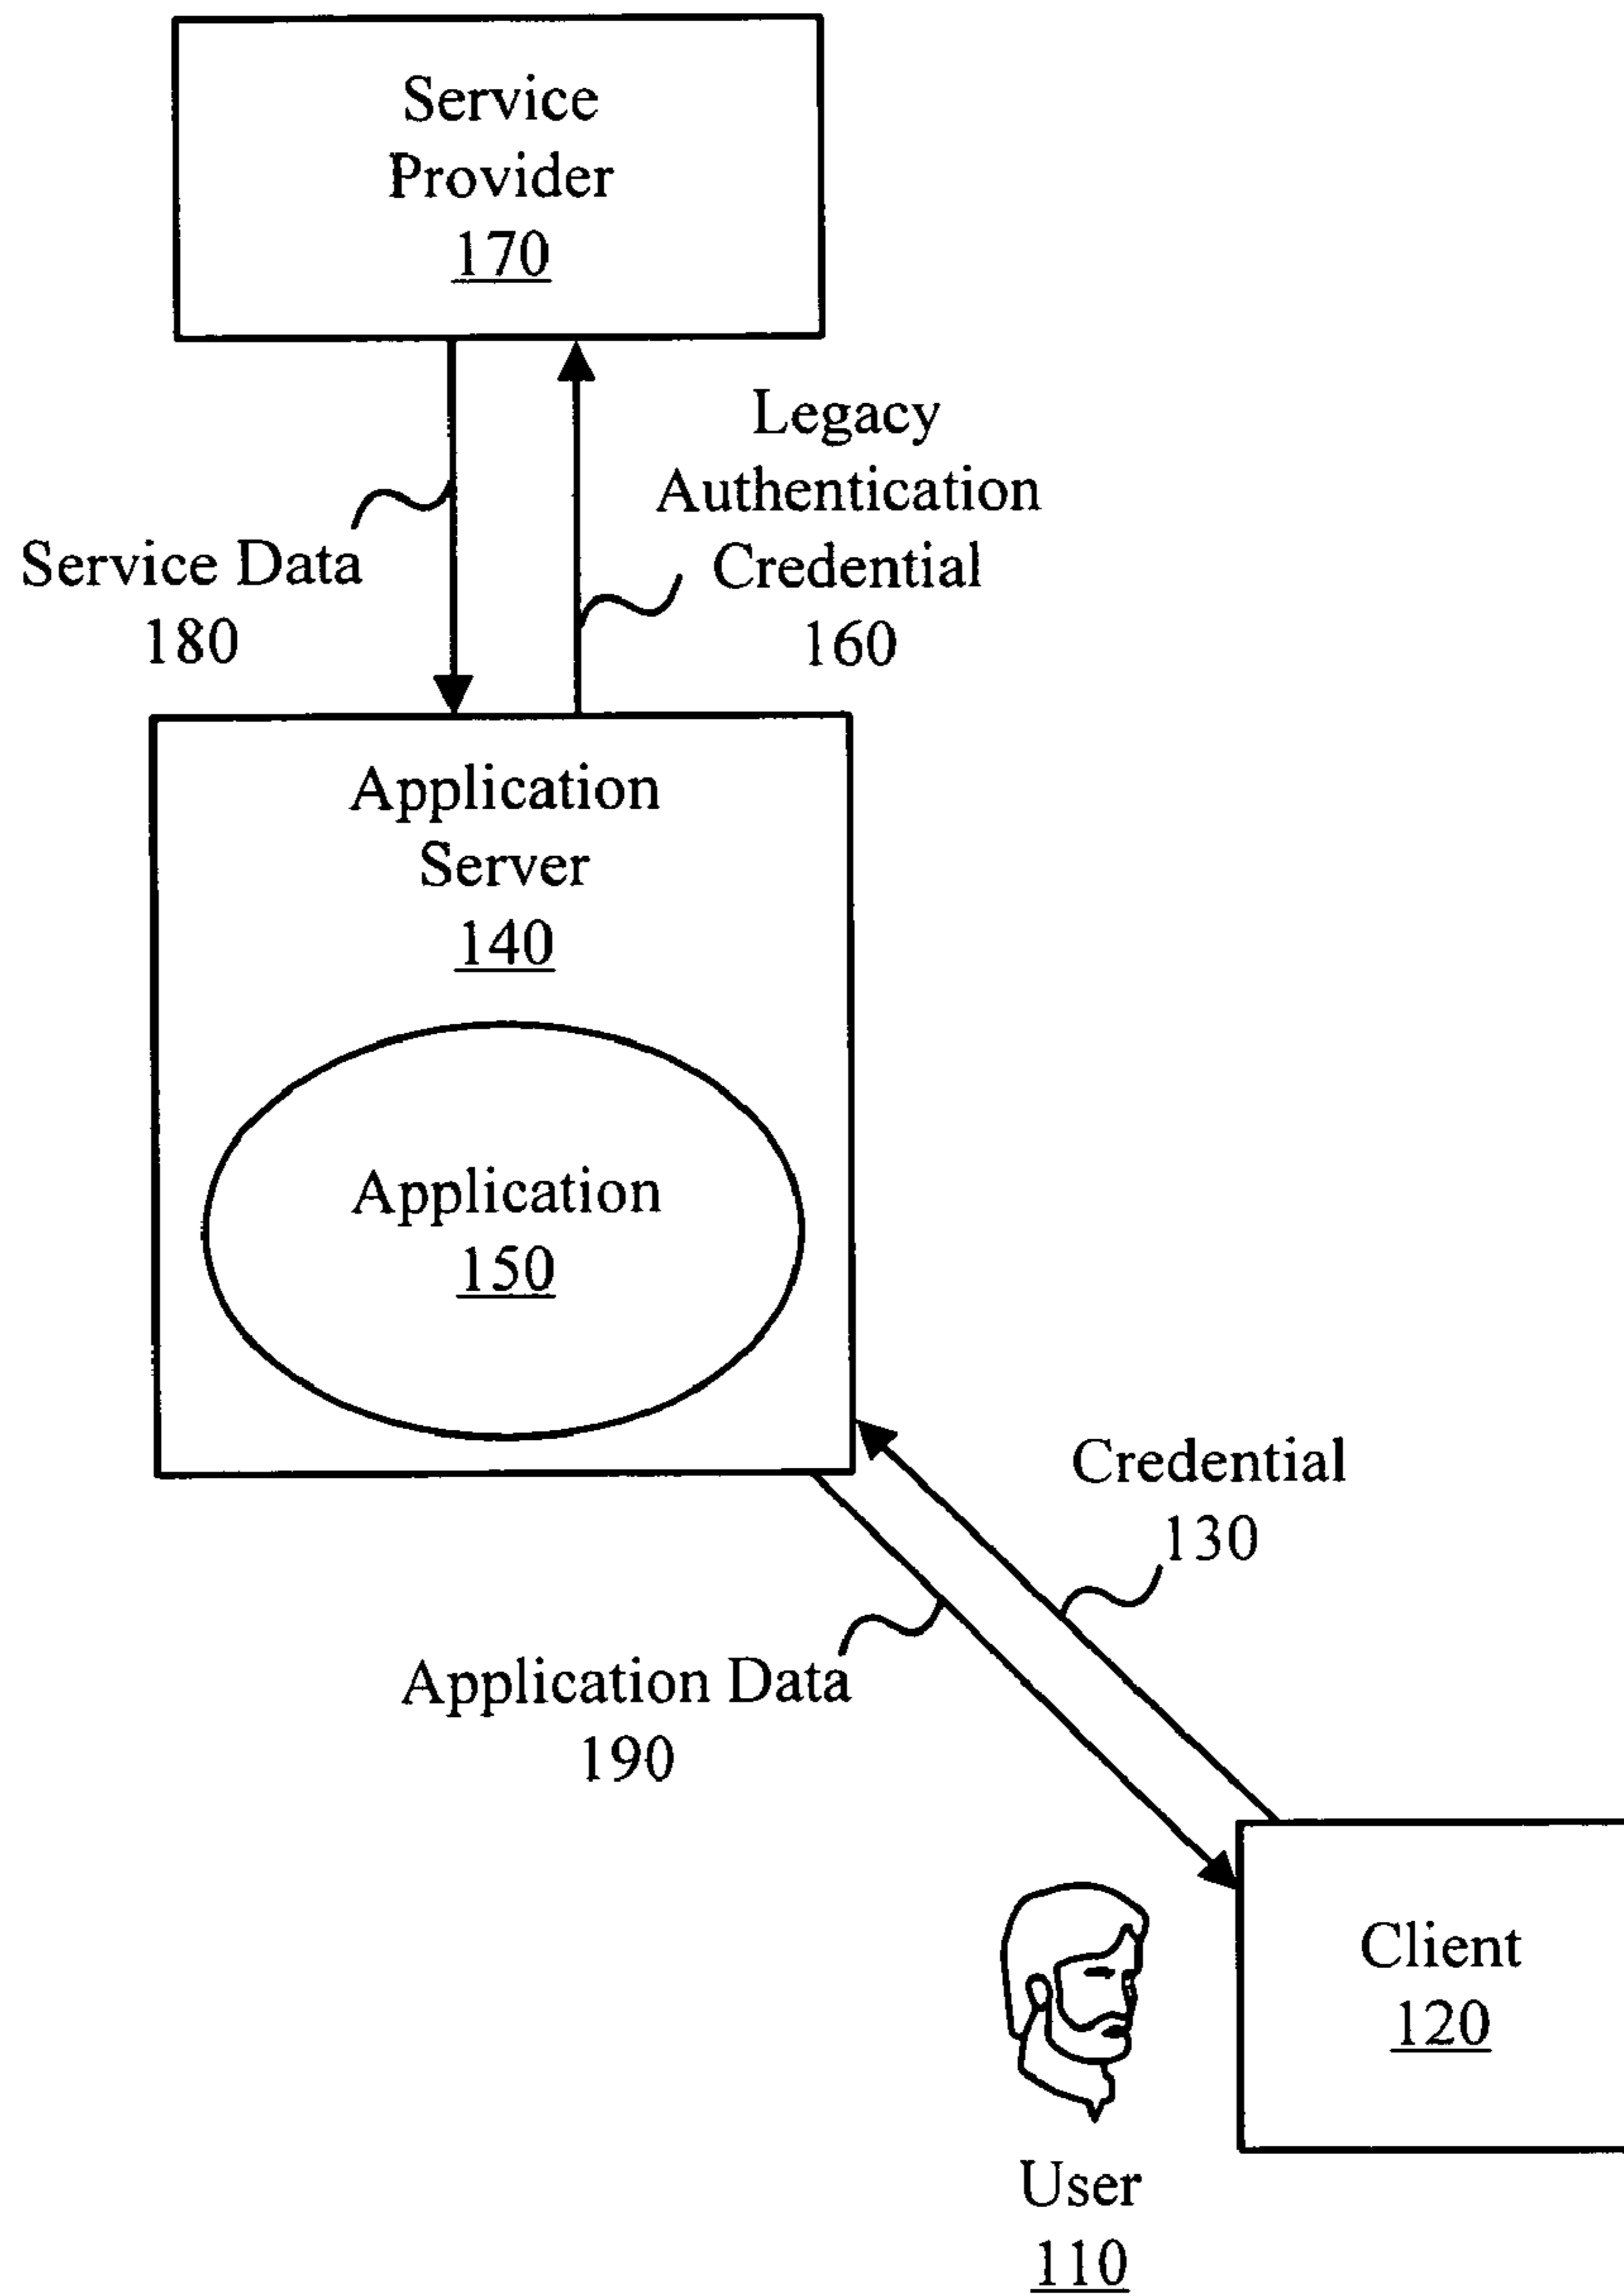 Service
Provider
170
Legacy
Authentication
Credential
160
Service Data
180
Application
Server
140
Application
150
Credential
130
Application Data
190
Client
120
User
110